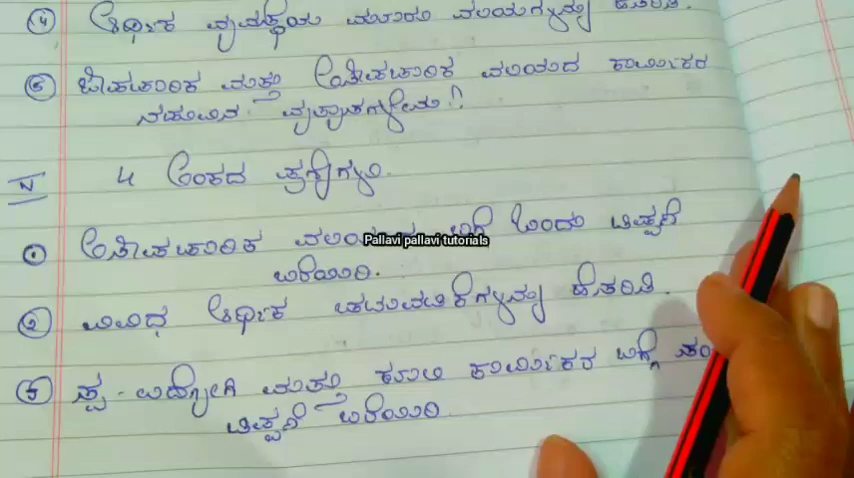 ④ ಆರ್ಥಿಕ ವ್ಯವಸ್ಥೆಯ ಮೂರು ವಲಯಗಳನ್ನು ಹೆಸರಿಸಿ.
⑤ ಔಪಚಾರಿಕ ಮತ್ತು ಅನೌಪಚಾರಿಕ ವಲಯದ ಕಾರ್ಮಿಕರ
ನಡುವಿನ ವ್ಯತ್ಯಾಸಗಳೇನು?
IV 4 ಅಂಕದ ಪ್ರಶ್ನೆಗಳು.
① ಅನೌಪಚಾರಿಕ ವಲಯದ ಬಗ್ಗೆ ಒಂದು ಟಿಪ್ಪಣಿ
Pallavi pallavi tutorials
ಬರೆಯಿರಿ.
② ವಿವಿಧ ಆರ್ಥಿಕ ಚಟುವಟಿಕೆಗಳನ್ನು ಹೆಸರಿಸಿ.
③ ಸ್ವ-ಉದ್ಯೋಗಿ ಮತ್ತು ಕೂಲಿ ಕಾರ್ಮಿಕರ ಬಗ್ಗೆ
ಟಿಪ್ಪಣಿ ಬರೆಯಿರಿ.